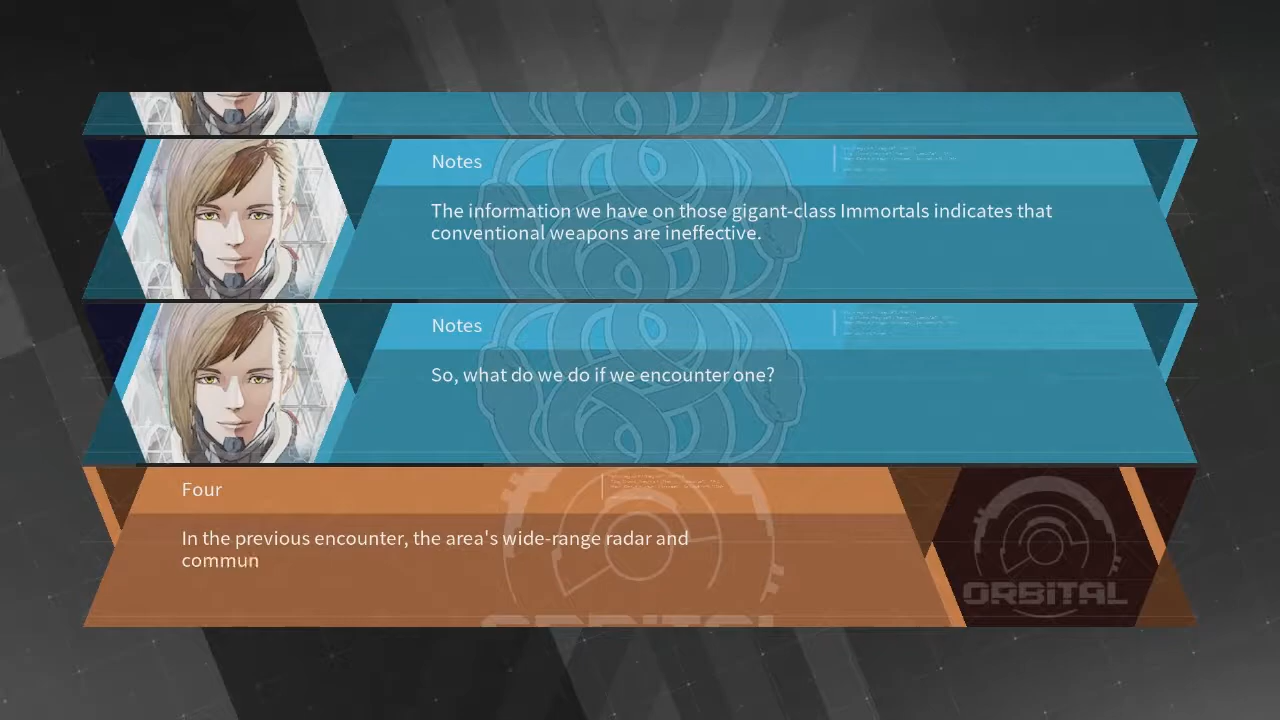 Notes
The information we have on those gigant-class Immortals indicates that
conventional weapons are ineffective.
Notes
So, what do we do if we encounter one?
Four
In the previous encounter, the area's wide-range radar and
commun
ORBITAL
ORBITAL